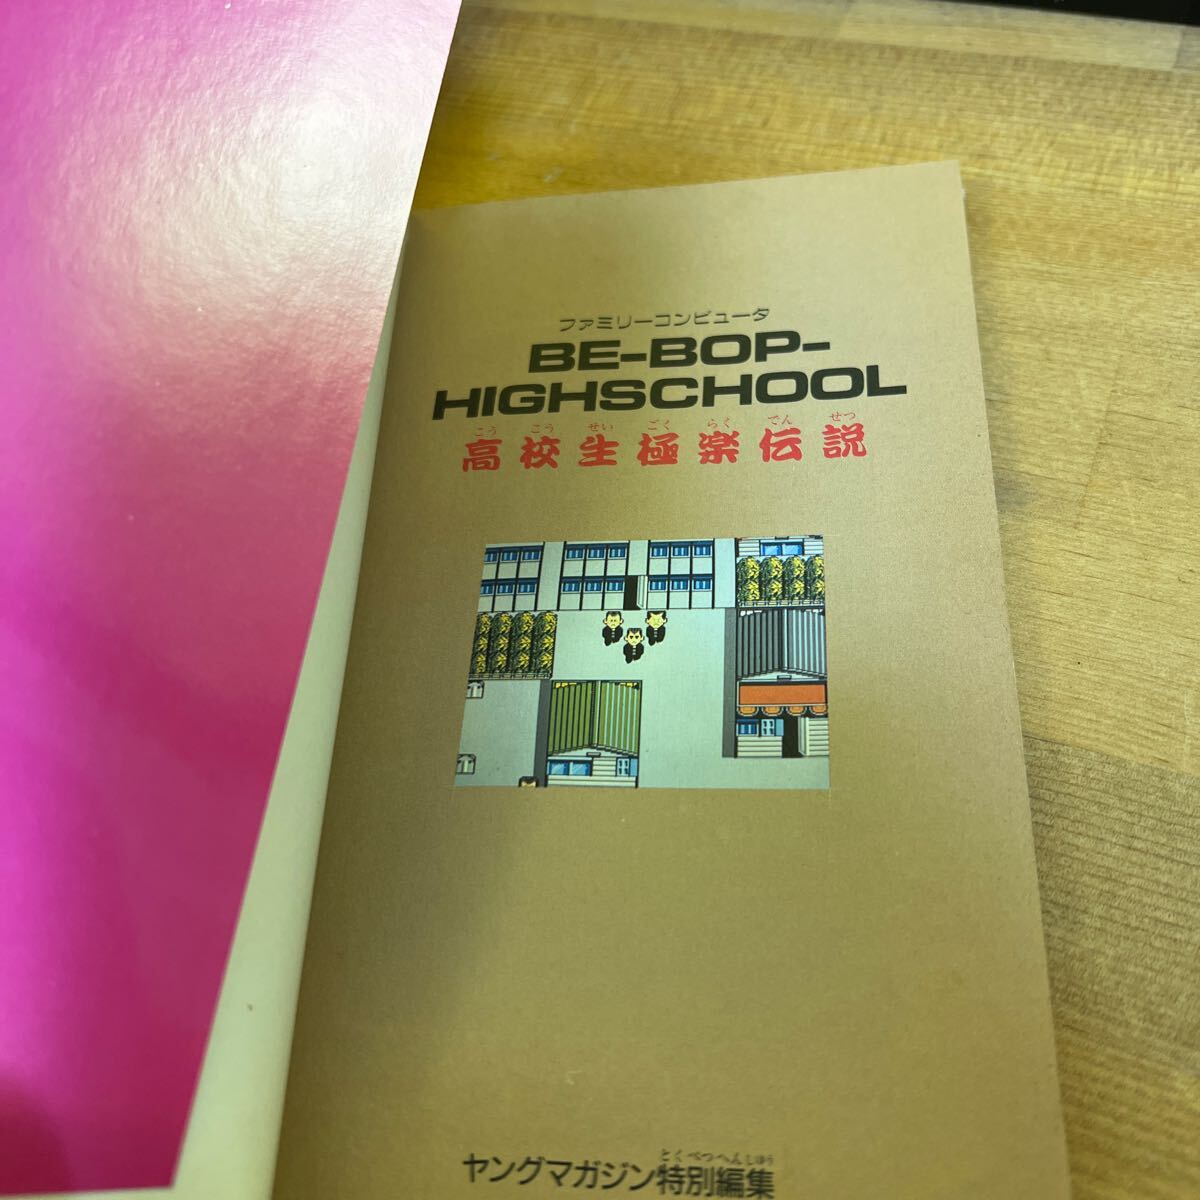 ファミリーコンピュータ
BE-BOP-
HIGHSCHOOL
こうこうせいごくらくでんせつ
高校生極楽伝説
とくべつへんしゅう
ヤングマガジン特別編集